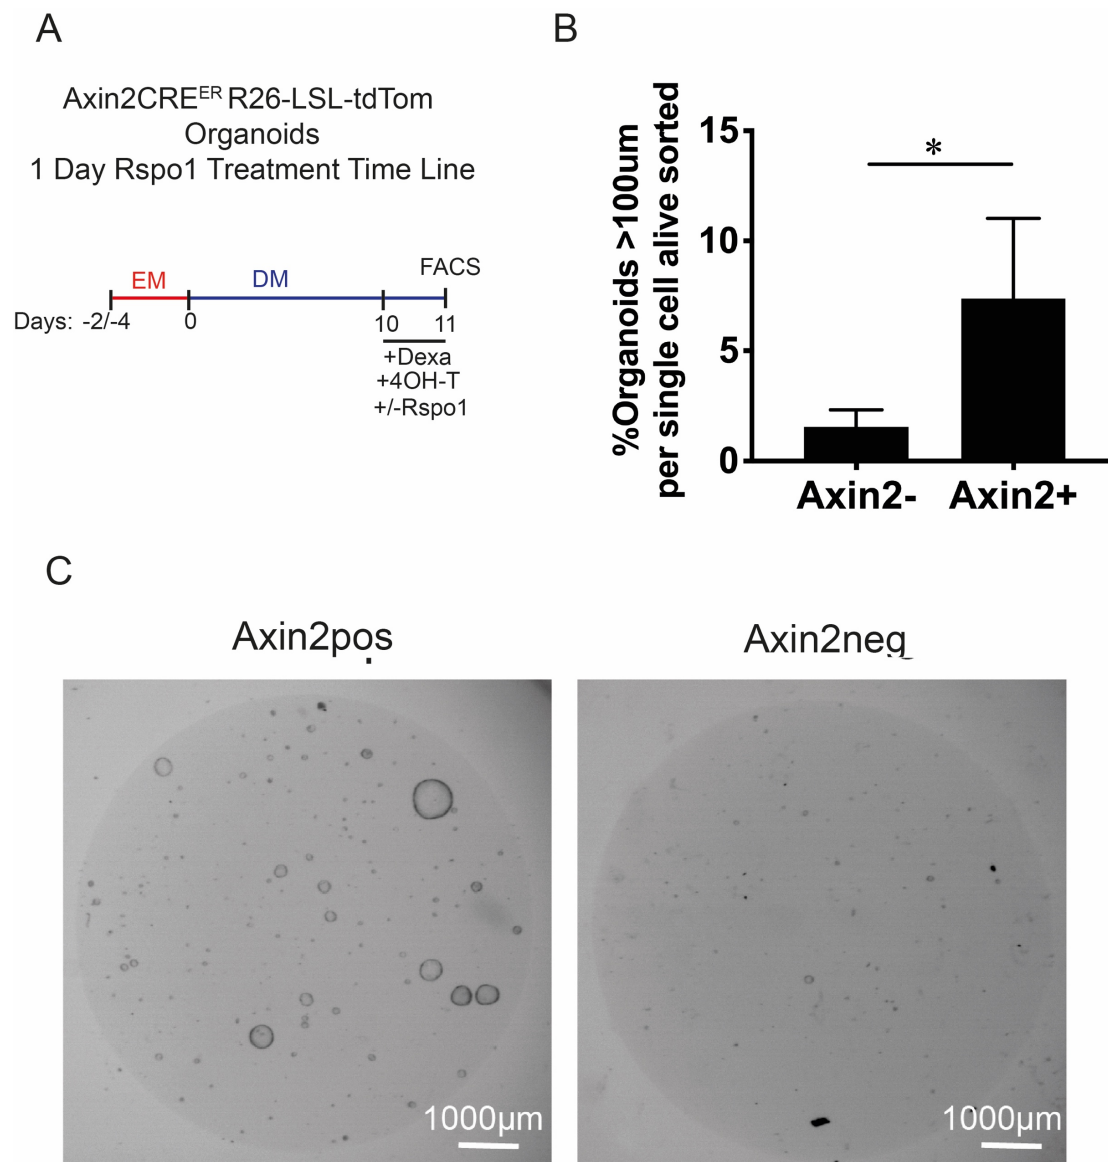 A
Axin2CREER R26-LSL-tdTom
Organoids
1 Day Rspo1 Treatment Time Line
EM
DM
FACS
Days: -2/-4
0
10
11
+Dexa
+4OH-T
+/-Rspo1
B
%Organoids >100um
per single cell alive sorted
15
10
5
0
*
Axin2-
Axin2+
C
Axin2pos
Axin2neg
1000µm
1000µm